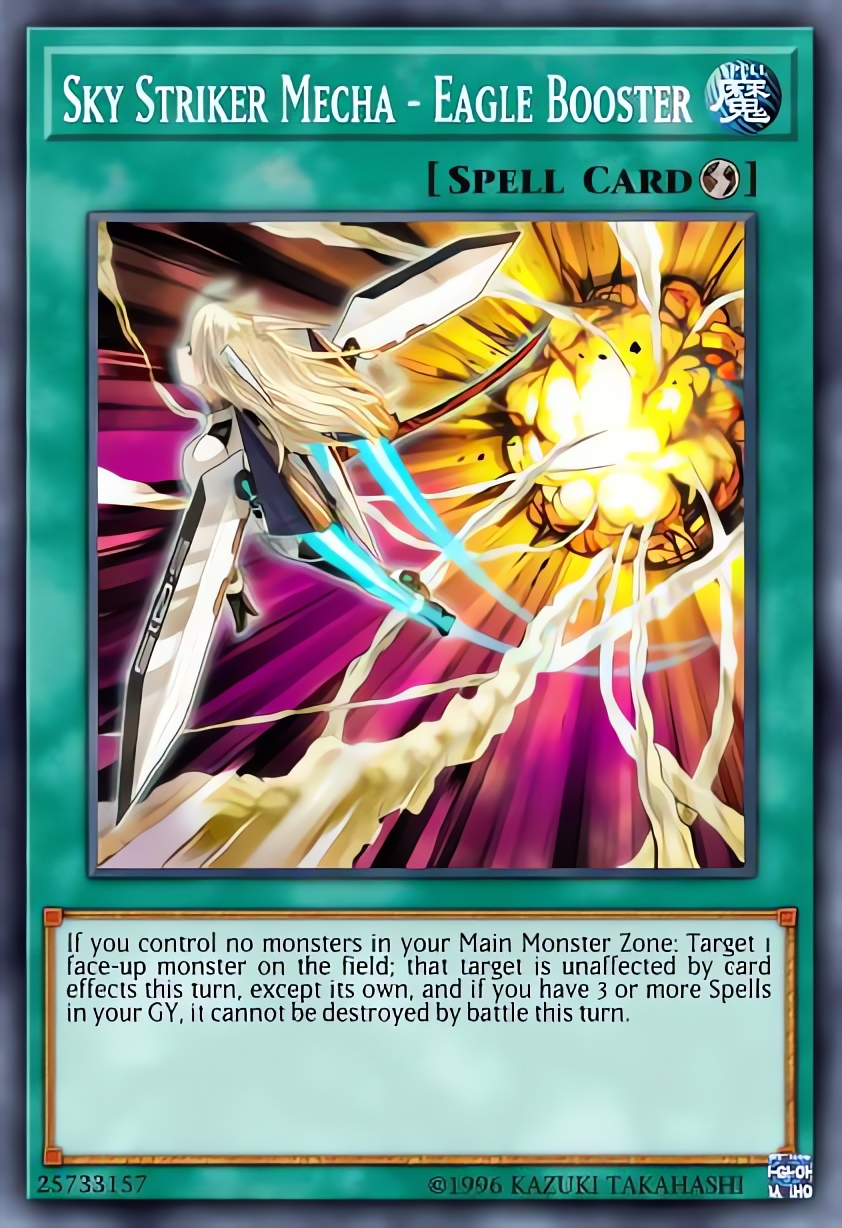 Sky Striker Mecha - Eagle Booster
魔
[Spell Card]
If you control no monsters in your Main Monster Zone: Target 1
face-up monster on the field; that target is unaffected by card
effects this turn, except its own, and if you have 3 or more Spells
in your GY, it cannot be destroyed by battle this turn.
25733157
©1996 KAZUKI TAKAHASHI